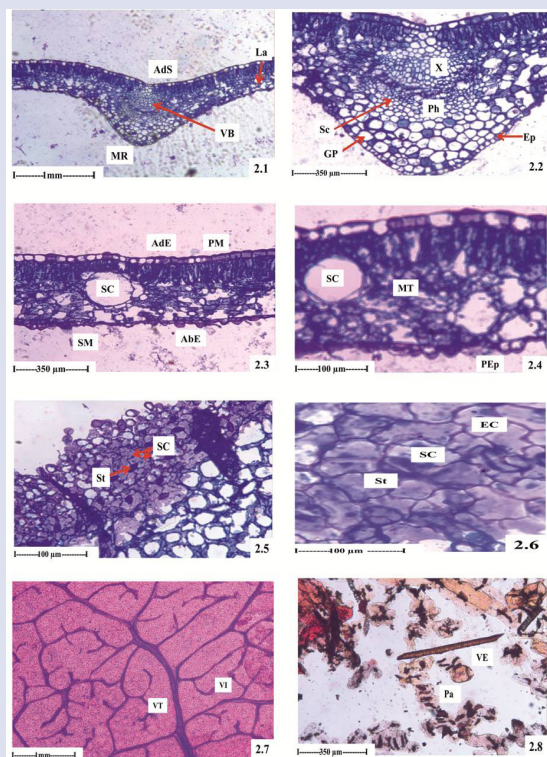 La
AdS
VB
MR
1mm
2.1
X
Ph
Sc
Ep
GP
350 µm
2.2
AdE PM
SC
SM AbE
350 µm
2.3
SC
MT
PEp
100 µm
2.4
SC
St
100 µm
2.5
EC
SC
St
100 µm
2.6
VI
VT
1mm
2.7
VE
Pa
350 µm
2.8